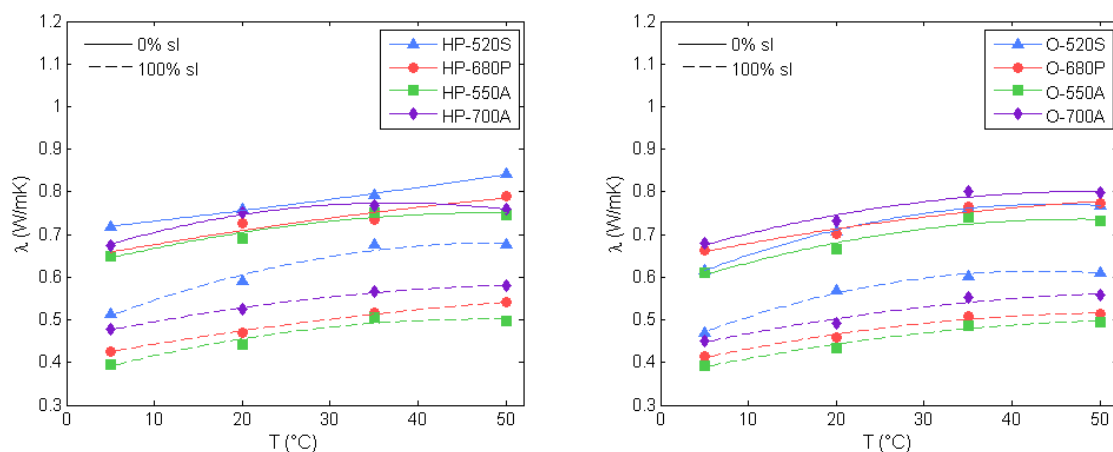 1.2
1.1
1
0.9
0.8
0.7
0.6
0.5
0.4
0.3
λ (W/mK)
0% sl
100% sl
HP-520S
HP-680P
HP-550A
HP-700A
0 10 20 30 40 50
T (°C)
1.2
1.1
1
0.9
0.8
0.7
0.6
0.5
0.4
0.3
λ (W/mK)
0% sl
100% sl
O-520S
O-680P
O-550A
O-700A
0 10 20 30 40 50
T (°C)